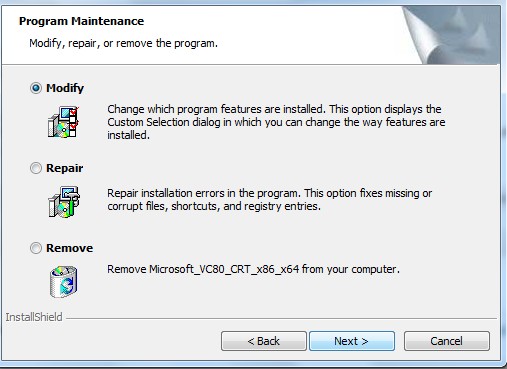 Program Maintenance
Modify, repair, or remove the program.
Modify
Change which program features are installed. This option displays the
Custom Selection dialog in which you can change the way features are
installed.
Repair
Repair installation errors in the program. This option fixes missing or
corrupt files, shortcuts, and registry entries.
Remove
Remove Microsoft_VC80_CRT_x86_x64 from your computer.
InstallShield
< Back
Next >
Cancel